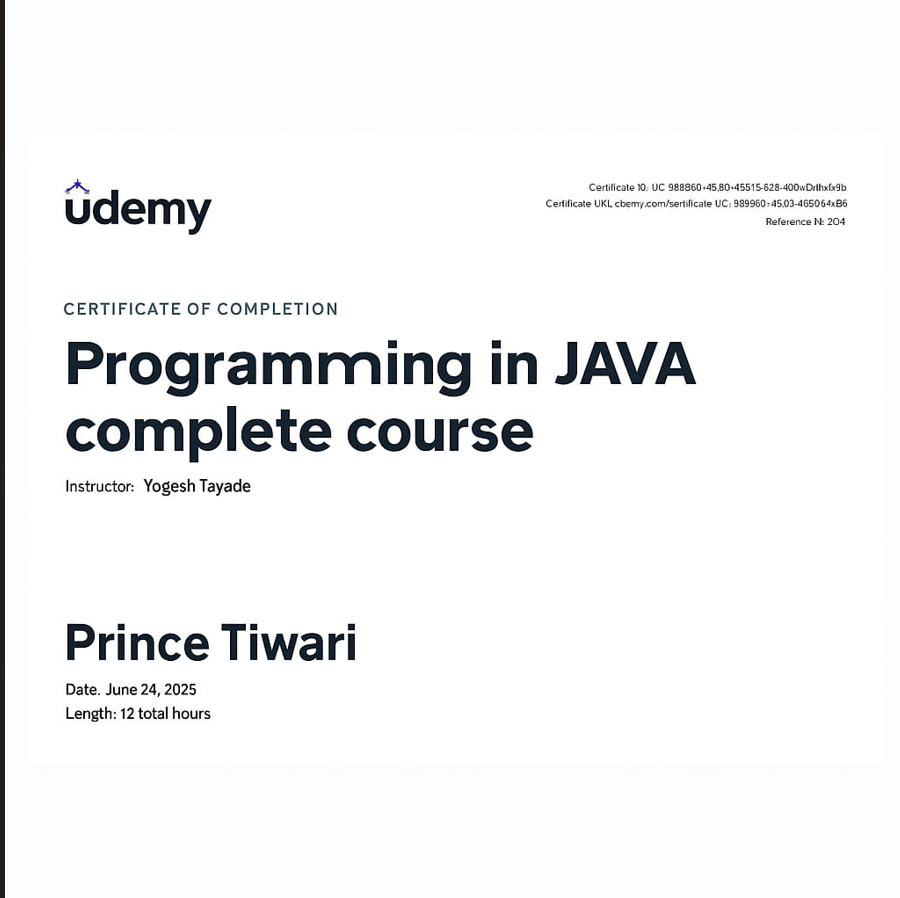 udemy
Certificate 10: UC 988860•45,80•45515-628-400wDrlhxfx9b
Certificate UKL cbemy.com/sertificate UC: 989960÷45,03-465064xB6
Reference N: 204
CERTIFICATE OF COMPLETION
Programming in JAVA
complete course
Instructor: Yogesh Tayade
Prince Tiwari
Date. June 24, 2025
Length: 12 total hours